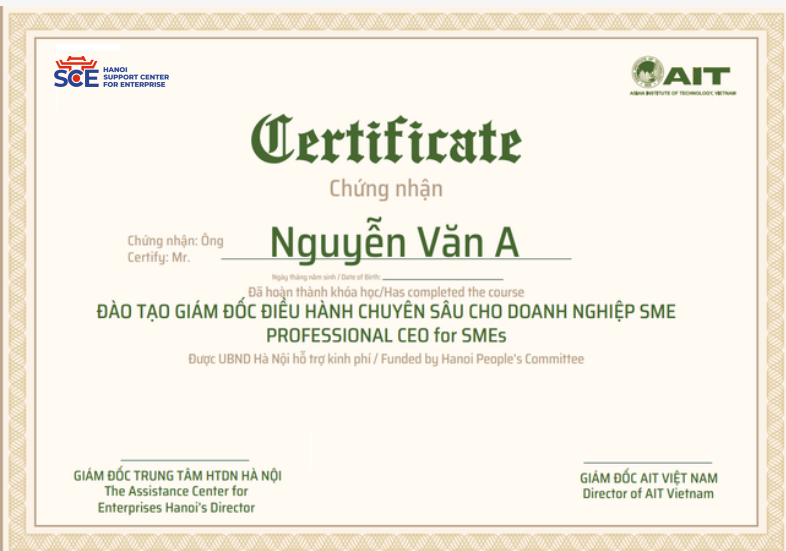 SCE HANOI
SUPPORT CENTER
FOR ENTERPRISE
AIT
ASIAN INSTITUTE OF TECHNOLOGY, VIETNAM
Certificate
Chứng nhận
Chứng nhận: Ông
Certify: Mr.
Nguyễn Văn A
Ngày tháng năm sinh / Date of Birth:
Đã hoàn thành khóa học/Has completed the course
ĐÀO TẠO GIÁM ĐỐC ĐIỀU HÀNH CHUYÊN SÂU CHO DOANH NGHIỆP SME
PROFESSIONAL CEO for SMEs
Được UBND Hà Nội hỗ trợ kinh phí / Funded by Hanoi People's Committee
GIÁM ĐỐC TRUNG TÂM HTDN HÀ NỘI
The Assistance Center for
Enterprises Hanoi's Director
GIÁM ĐỐC AIT VIỆT NAM
Director of AIT Vietnam